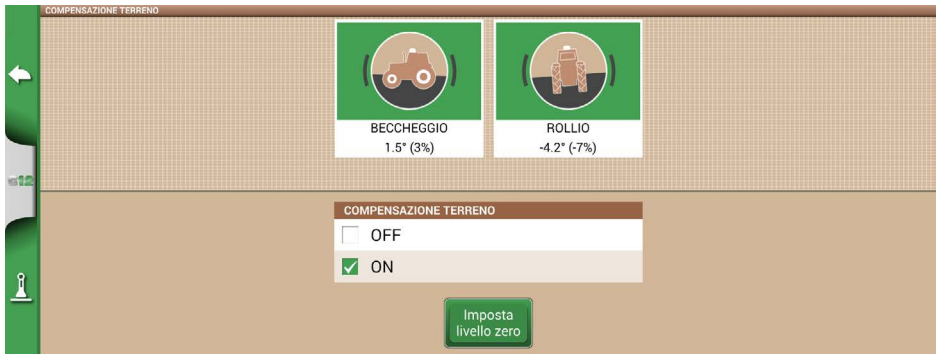 COMPENSAZIONE TERRENO
BECCHEGGIO
1.5° (3%)
ROLLIO
-4.2° (-7%)
COMPENSAZIONE TERRENO
OFF
ON
Imposta
livello zero